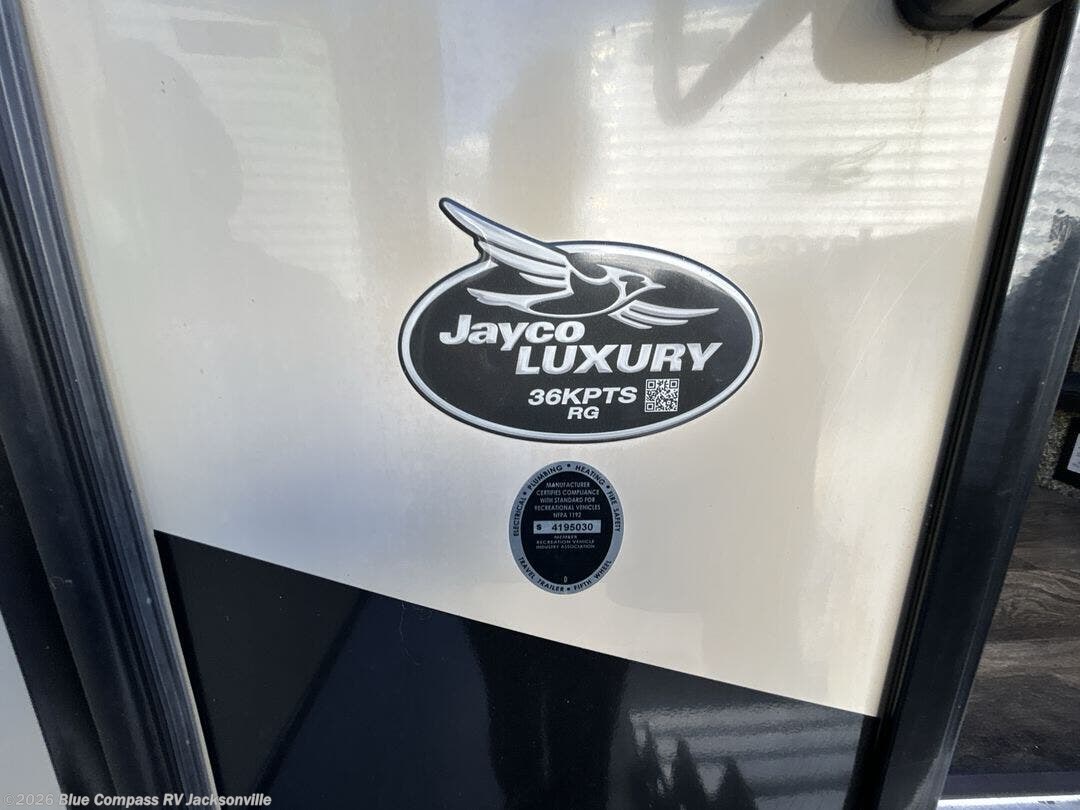 Jayco
LUXURY
36KPTS
RG
ELECTRICAL • PLUMBING • HEATING • FIRE SAFETY
MANUFACTURER
CERTIFIES COMPLIANCE
WITH STANDARD FOR
RECREATIONAL VEHICLES
NFPA 1192
S 4195030
MEMBER
RECREATION VEHICLE
INDUSTRY ASSOCIATION
D
TRAVEL TRAILER • FIFTH WHEEL
©2026 Blue Compass RV Jacksonville